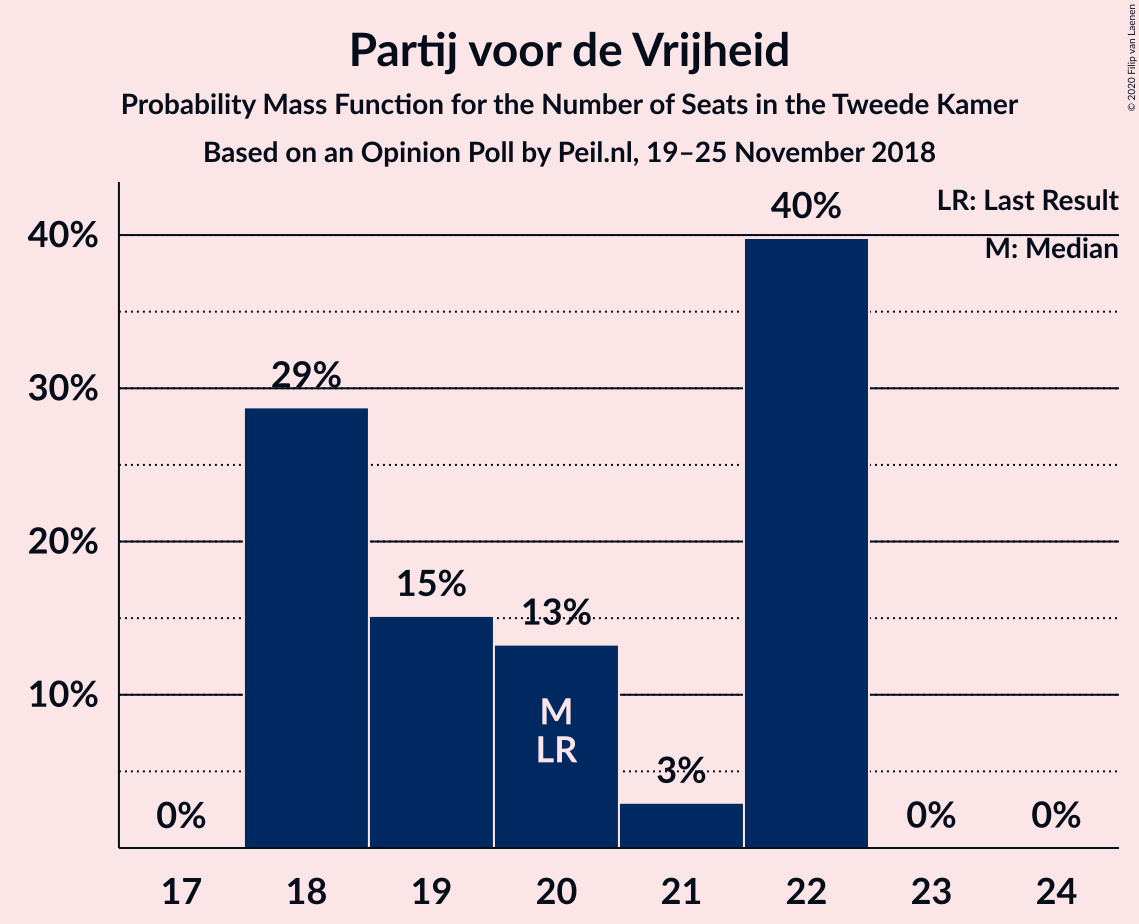 Partij voor de Vrijheid
Probability Mass Function for the Number of Seats in the Tweede Kamer
Based on an Opinion Poll by Peil.nl, 19–25 November 2018
© 2020 Filip van Laenen
LR: Last Result
M: Median
40%
30%
20%
10%
0%
29%
15%
13%
3%
40%
0%
0%
M
LR
17 18 19 20 21 22 23 24